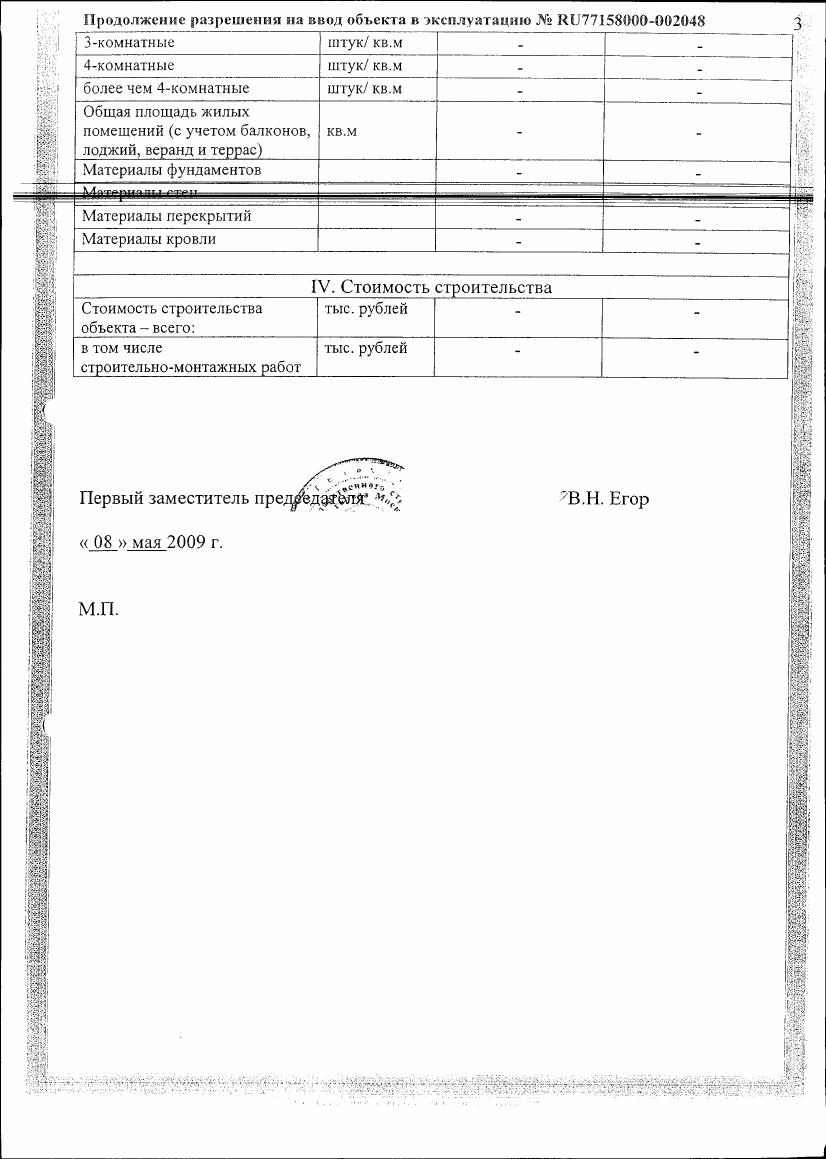 Продолжение разрешения на ввод объекта в эксплуатацию № RU77158000-002048
3
3-комнатные штук/ кв.м - -
4-комнатные штук/ кв.м - -
более чем 4-комнатные штук/ кв.м - -
Общая площадь жилых
помещений (с учетом балконов, кв.м - -
лоджий, веранд и террас)
Материалы фундаментов - -
Материалы стен
Материалы перекрытий - -
Материалы кровли - -
IV. Стоимость строительства
Стоимость строительства тыс. рублей - -
объекта – всего:
в том числе тыс. рублей - -
строительно-монтажных работ
Первый заместитель председателя В.Н. Егор
« 08 » мая 2009 г.
М.П.